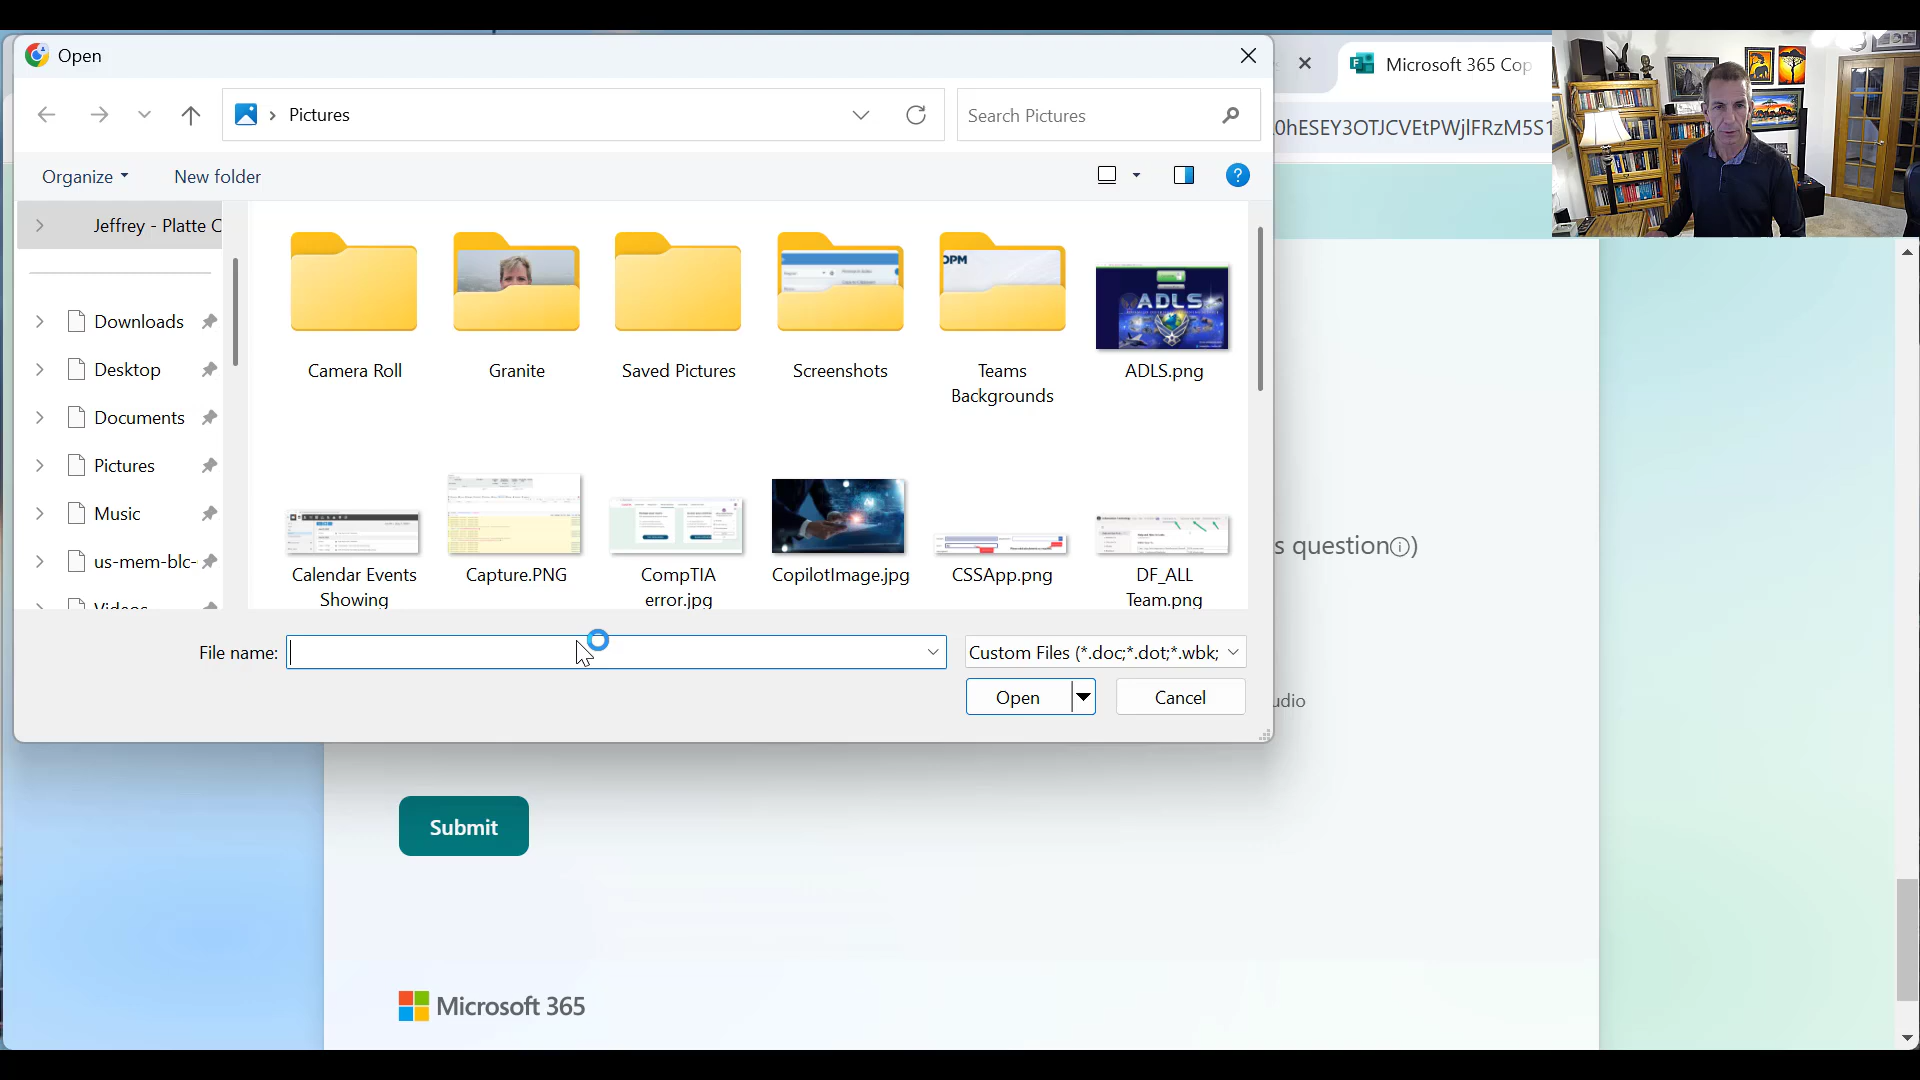 Open
Microsoft 365 Cop
Pictures
Search Pictures
0hESEY3OTJCVEtPWjlFRzM5S1
Organize
New folder
Jeffrey - Platte C
Downloads
Desktop
Documents
Pictures
Music
us-mem-blc-
Videos
OPM
ADLS
Camera Roll
Granite
Saved Pictures
Screenshots
Teams
Backgrounds
ADLS.png
Calendar Events
Showing
Capture.PNG
CompTIA
error.jpg
CopilotImage.jpg
CSSApp.png
DF_ALL
Team.png
s question
File name:
Custom Files (*.doc;*.dot;*.wbk;
Open
Cancel
udio
Submit
Microsoft 365